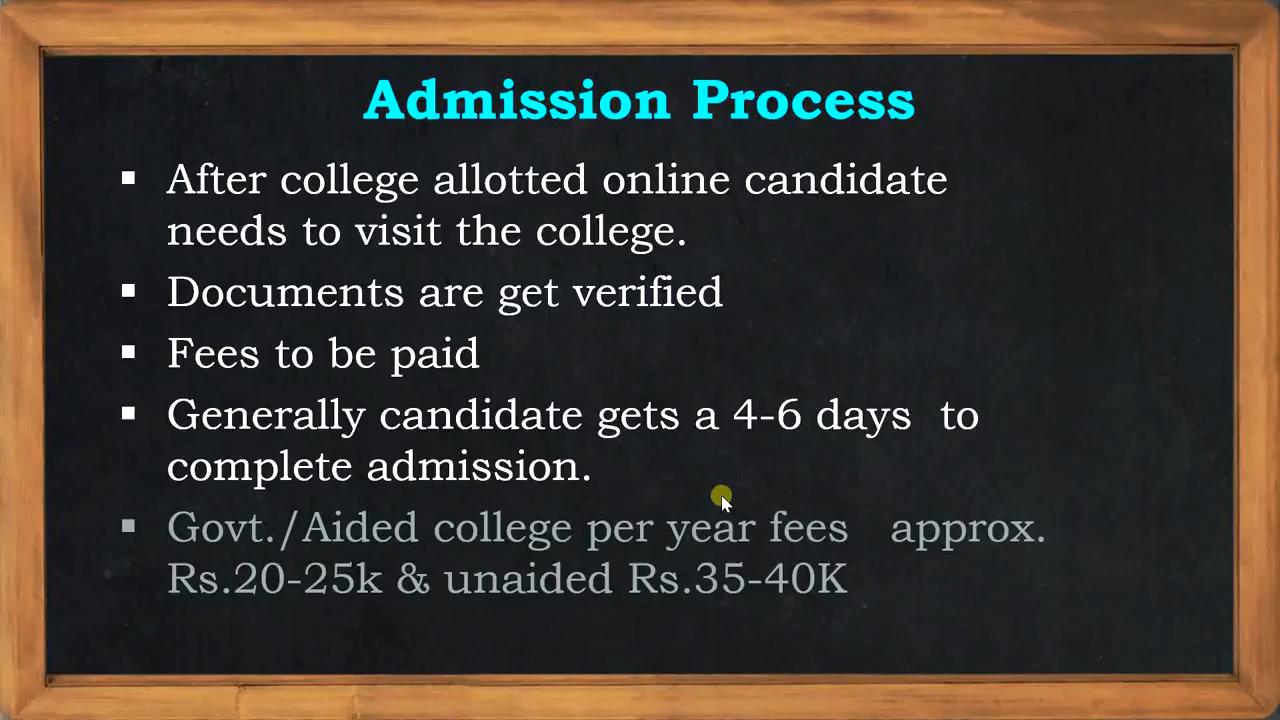 Admission Process
▪ After college allotted online candidate
needs to visit the college.
▪ Documents are get verified
▪ Fees to be paid
▪ Generally candidate gets a 4-6 days  to
complete admission.
▪ Govt./Aided college per year fees   approx.
Rs.20-25k & unaided Rs.35-40K